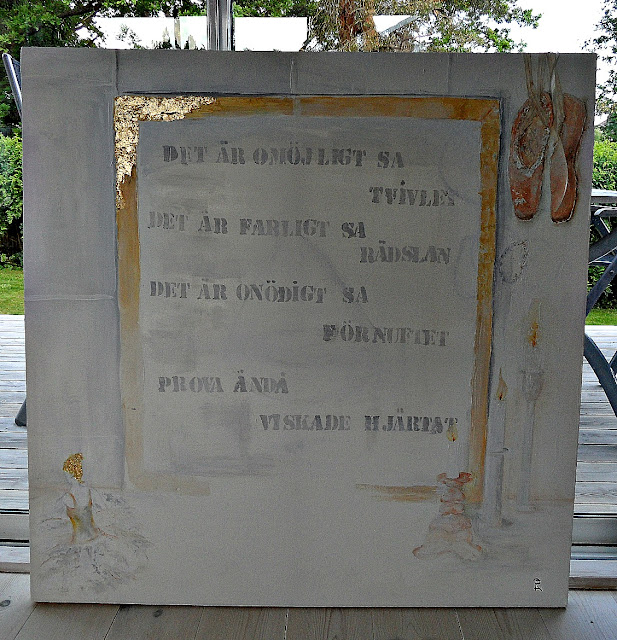 DET ÄR OMÖJLIGT SA
TVIVLET
DET ÄR FARLIGT SA
RÄDSLAN
DET ÄR ONÖDIGT SA
FÖRNUFTET
PROVA ÄNDÅ
VISKADE HJÄRTAT